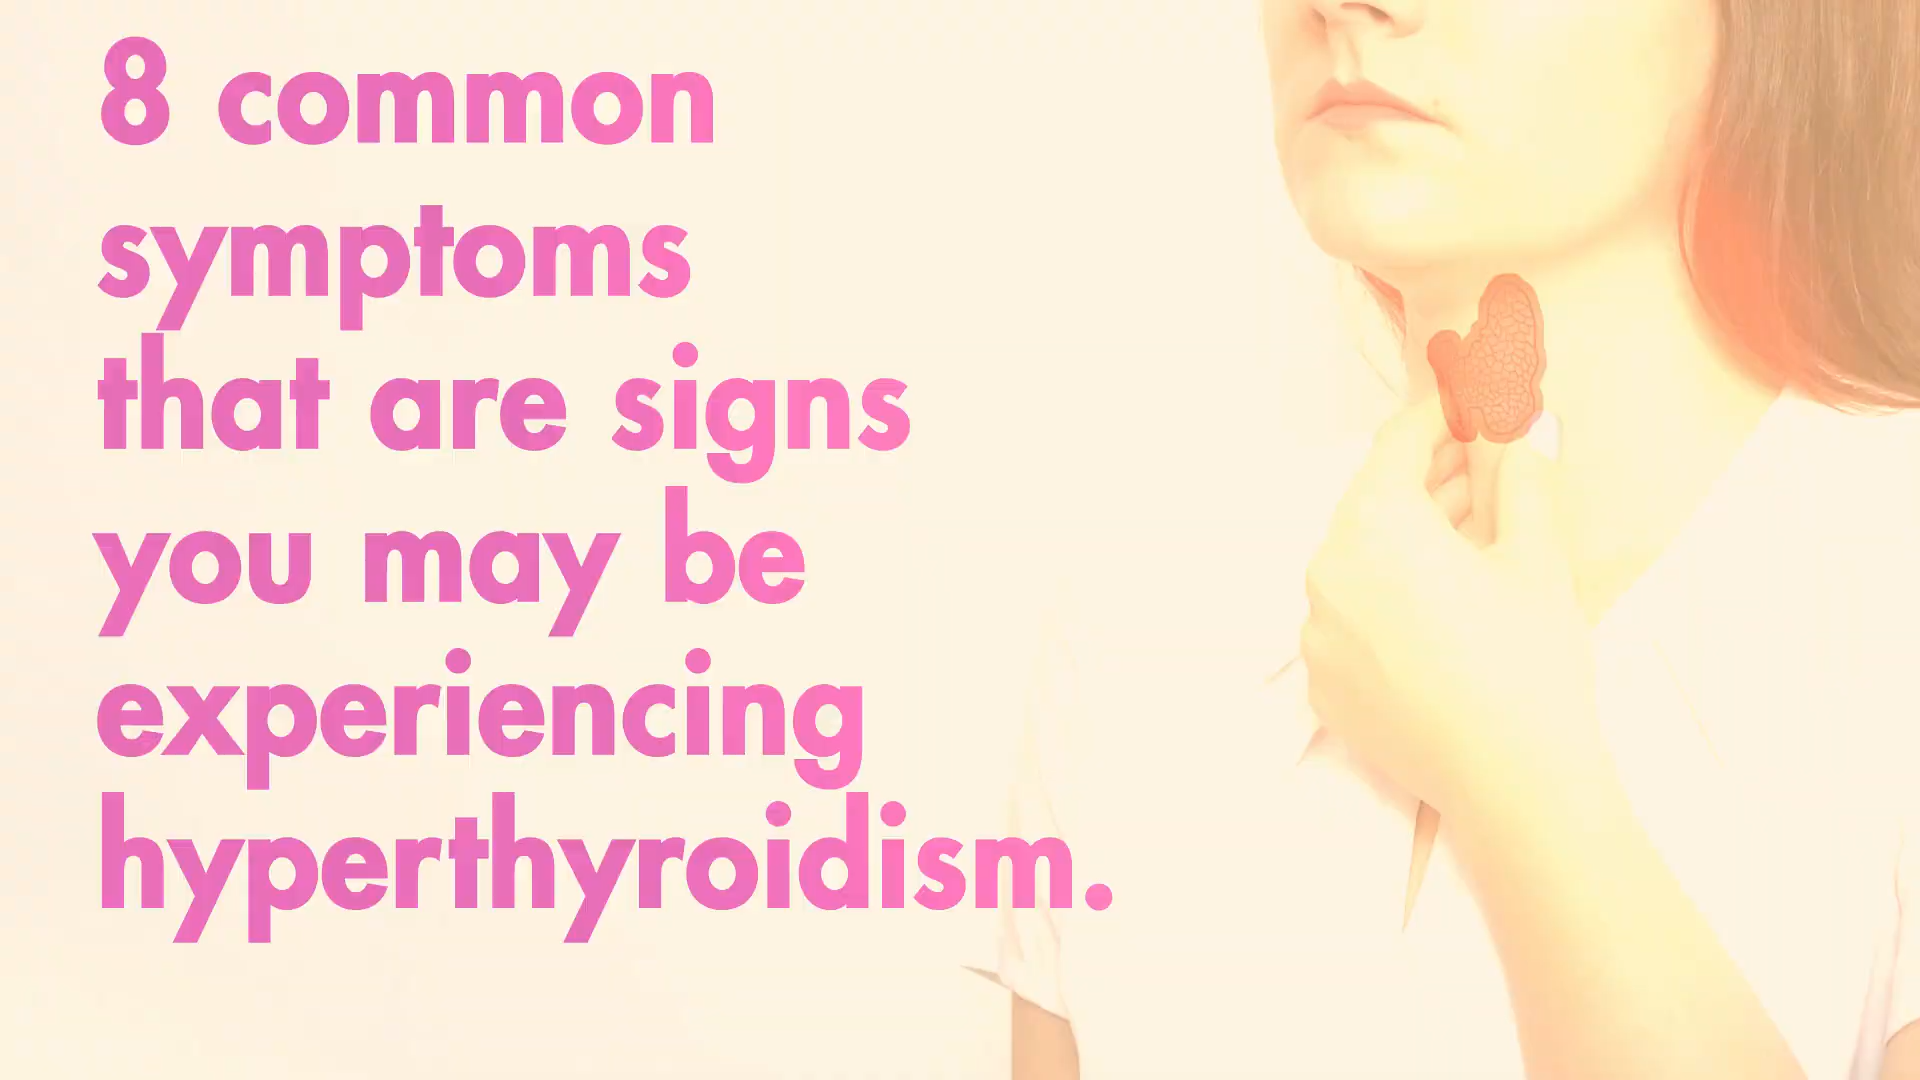 8 common
symptoms
that are signs
you may be
experiencing
hyperthyroidism.